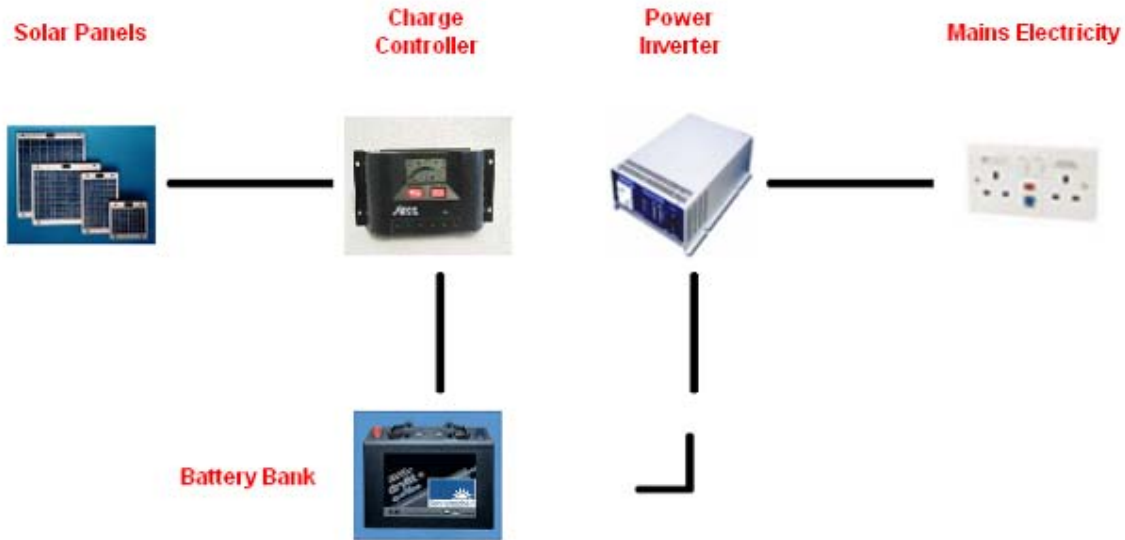 Solar Panels
Charge
Controller
Power
Inverter
Mains Electricity
Battery Bank